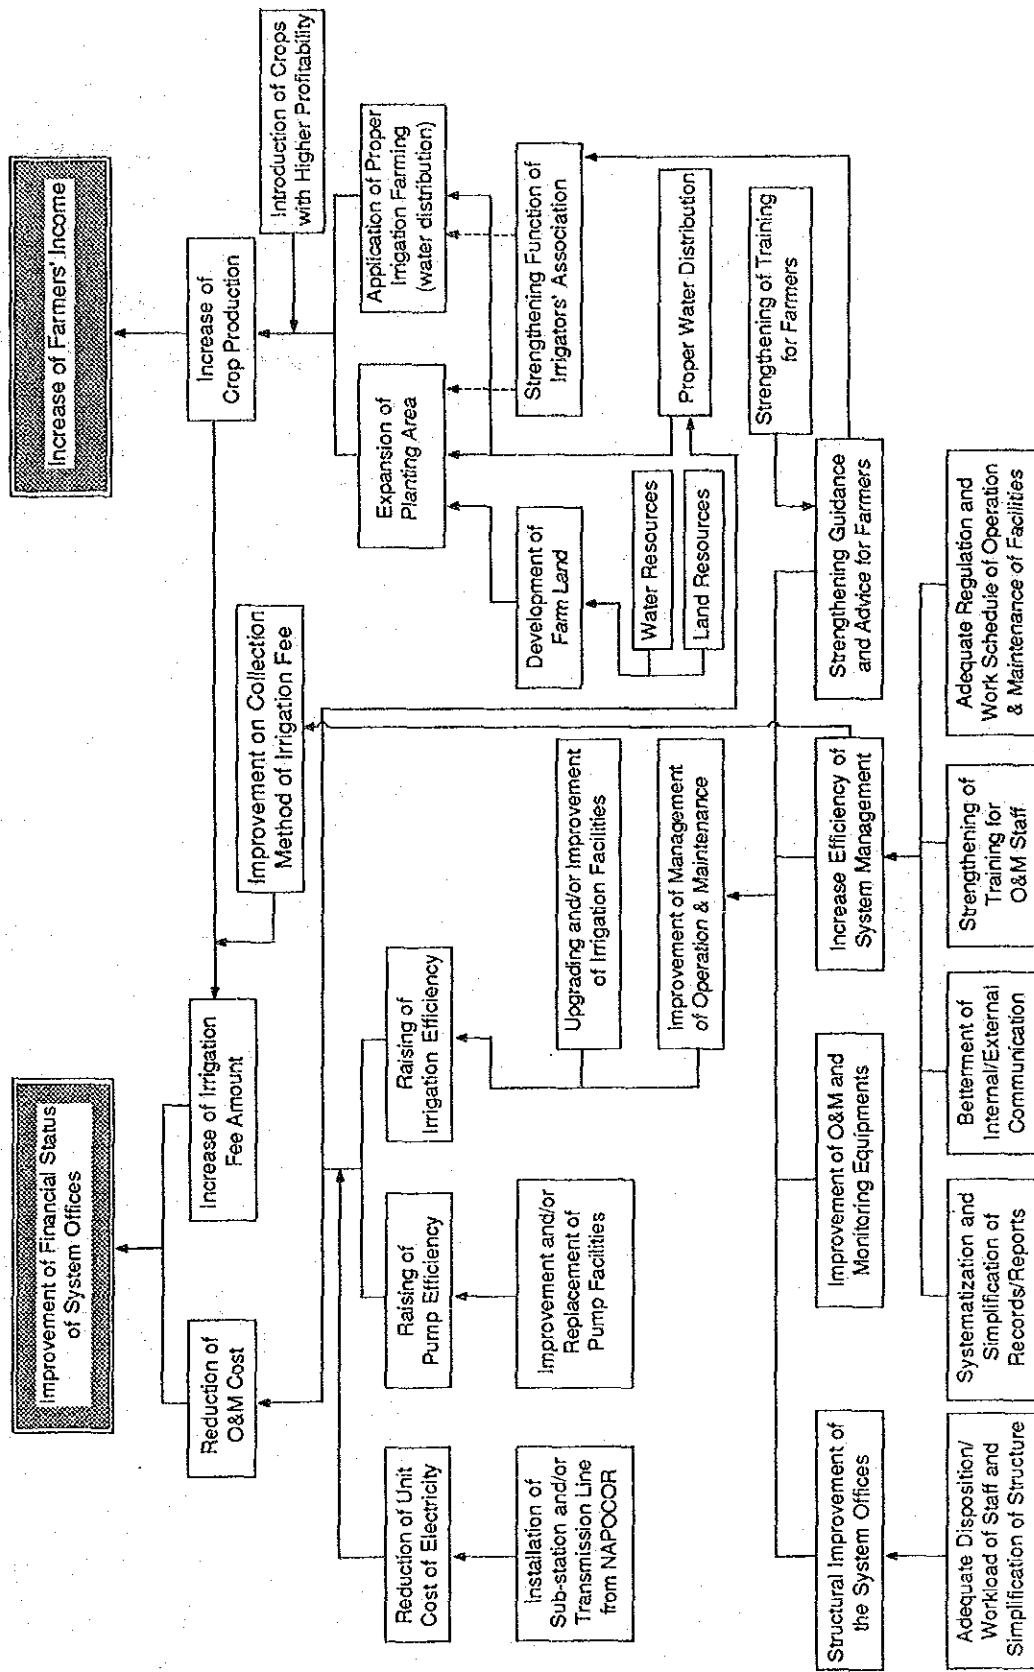 Improvement of Financial Status
of System Offices
Increase of Farmers' Income
Reduction of
O&M Cost
Increase of Irrigation
Fee Amount
Increase of
Crop Production
Improvement on Collection
Method of Irrigation Fee
Introduction of Crops
with Higher Profitability
Reduction of Unit
Cost of Electricity
Raising of
Pump Efficiency
Raising of
Irrigation Efficiency
Expansion of
Planting Area
Application of Proper
Irrigation Farming
(water distribution)
Installation of
Sub-station and/or
Transmission Line
from NAPOCOR
Improvement and/or
Replacement of
Pump Facilities
Upgrading and/or Improvement
of Irrigation Facilities
Development of
Farm Land
Strengthening Function of
Irrigators' Association
Improvement of Management
of Operation & Maintenance
Water Resources
Land Resources
Proper Water Distribution
Strengthening of Training
for Farmers
Structural Improvement of
the System Offices
Improvement of O&M and
Monitoring Equipments
Increase Efficiency of
System Management
Strengthening Guidance
and Advice for Farmers
Adequate Disposition/
Workload of Staff and
Simplification of Structure
Systematization and
Simplification of
Records/Reports
Betterment of
Internal/External
Communication
Strengthening of
Training for
O&M Staff
Adequate Regulation and
Work Schedule of Operation
& Maintenance of Facilities